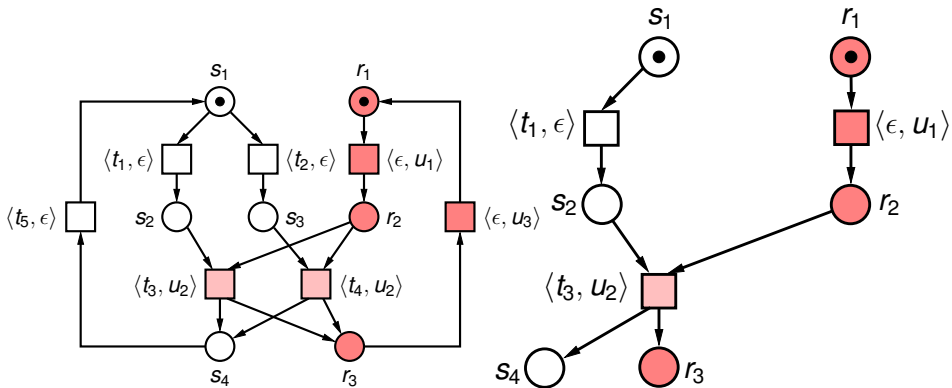 s₁ r₁
⟨t₁, ϵ⟩ ⟨t₂, ϵ⟩ ⟨ϵ, u₁⟩
⟨t₅, ϵ⟩ s₂ s₃ r₂ ⟨ϵ, u₃⟩
⟨t₃, u₂⟩ ⟨t₄, u₂⟩
s₄ r₃
s₁ r₁
⟨t₁, ϵ⟩ ⟨ϵ, u₁⟩
s₂ r₂
⟨t₃, u₂⟩
s₄ r₃